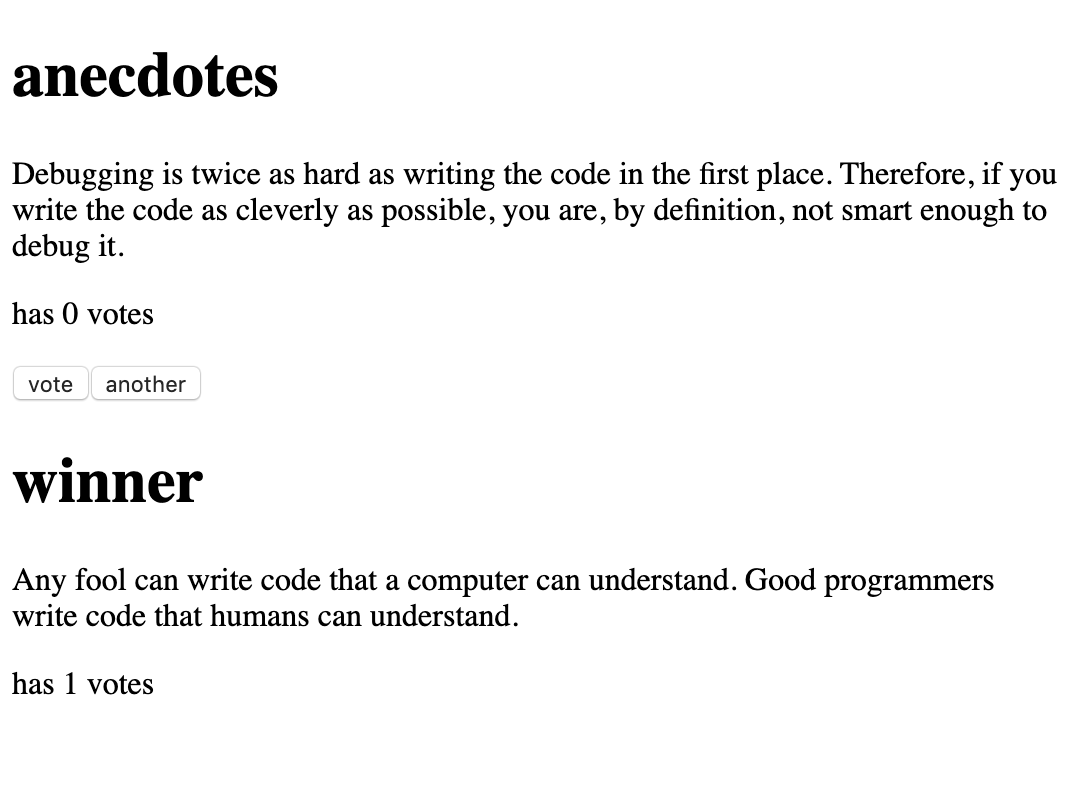 anecdotes
Debugging is twice as hard as writing the code in the first place. Therefore, if you
write the code as cleverly as possible, you are, by definition, not smart enough to
debug it.
has 0 votes
vote another
winner
Any fool can write code that a computer can understand. Good programmers
write code that humans can understand.
has 1 votes